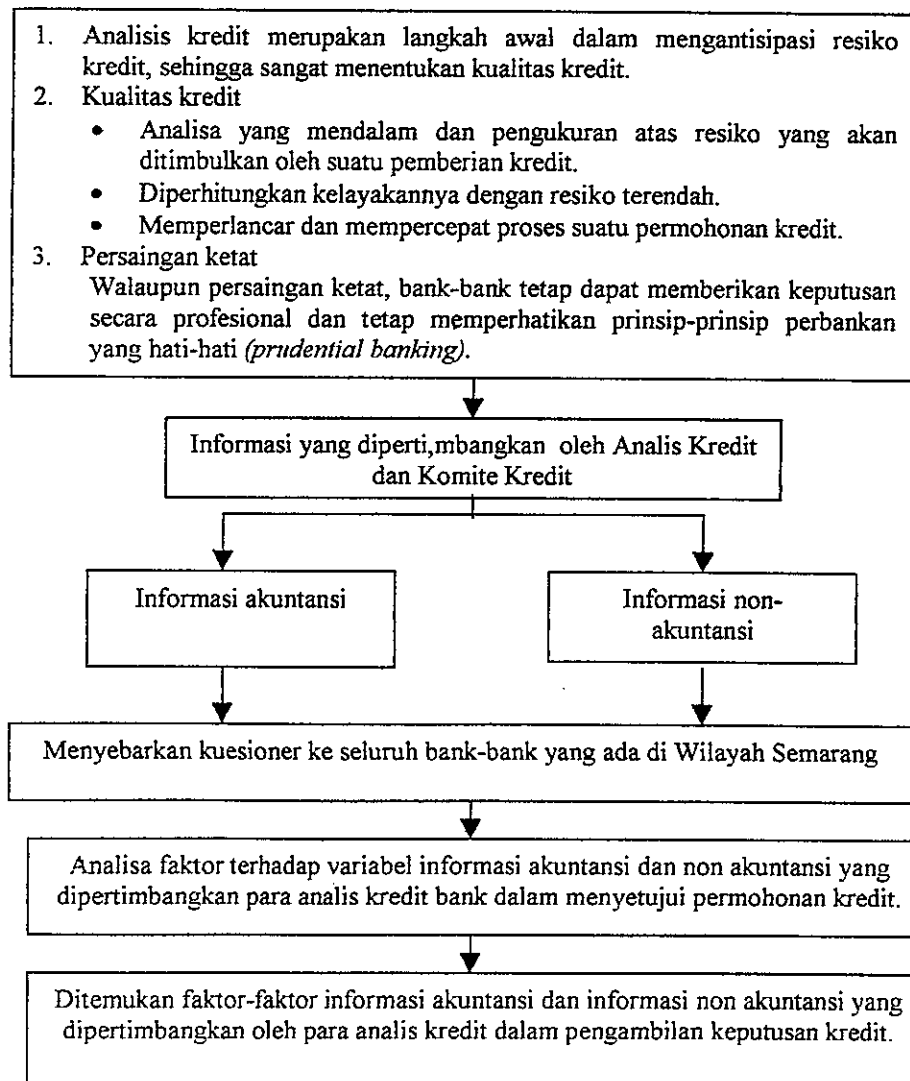 1. Analisis kredit merupakan langkah awal dalam mengantisipasi resiko
kredit, sehingga sangat menentukan kualitas kredit.
2. Kualitas kredit
• Analisa yang mendalam dan pengukuran atas resiko yang akan
ditimbulkan oleh suatu pemberian kredit.
• Diperhitungkan kelayakannya dengan resiko terendah.
• Memperlancar dan mempercepat proses suatu permohonan kredit.
3. Persaingan ketat
Walaupun persaingan ketat, bank-bank tetap dapat memberikan keputusan
secara profesional dan tetap memperhatikan prinsip-prinsip perbankan
yang hati-hati (prudential banking).
Informasi yang diperti,mbangkan oleh Analis Kredit
dan Komite Kredit
Informasi akuntansi
Informasi non-
akuntansi
Menyebarkan kuesioner ke seluruh bank-bank yang ada di Wilayah Semarang
Analisa faktor terhadap variabel informasi akuntansi dan non akuntansi yang
dipertimbangkan para analis kredit bank dalam menyetujui permohonan kredit.
Ditemukan faktor-faktor informasi akuntansi dan informasi non akuntansi yang
dipertimbangkan oleh para analis kredit dalam pengambilan keputusan kredit.